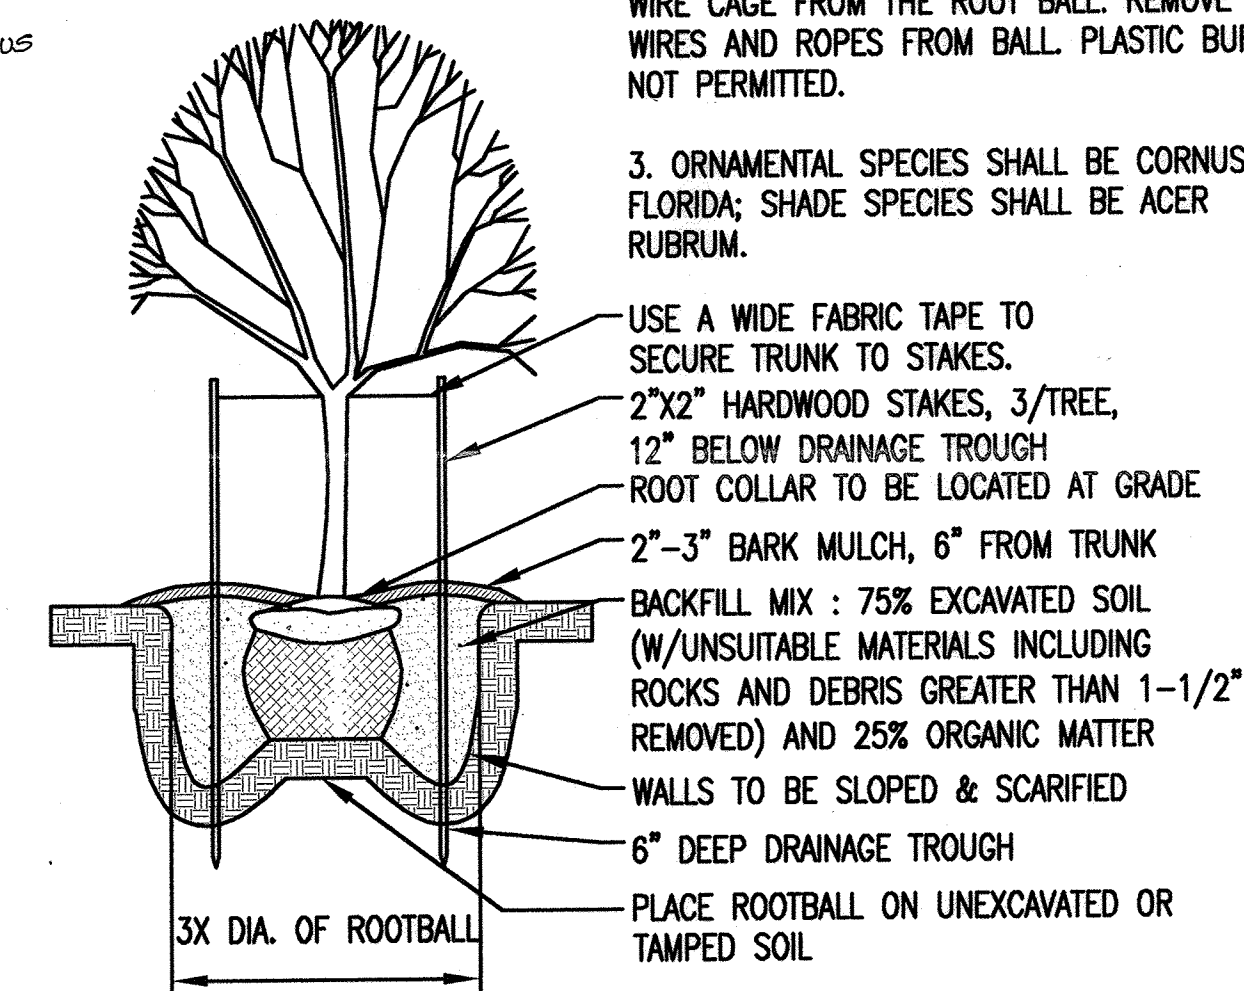 US
WIRE CAGE FROM THE ROOT BALL. REMOVE
WIRES AND ROPES FROM BALL. PLASTIC
NOT PERMITTED.
3. ORNAMENTAL SPECIES SHALL BE CORNUS
FLORIDA; SHADE SPECIES SHALL BE ACER
RUBRUM.
USE A WIDE FABRIC TAPE TO
SECURE TRUNK TO STAKES.
2"X2" HARDWOOD STAKES, 3/TREE,
12" BELOW DRAINAGE TROUGH
ROOT COLLAR TO BE LOCATED AT GRADE
2"-3" BARK MULCH, 6" FROM TRUNK
BACKFILL MIX : 75% EXCAVATED SOIL
(W/UNSUITABLE MATERIALS INCLUDING
ROCKS AND DEBRIS GREATER THAN 1-1/2"
REMOVED) AND 25% ORGANIC MATTER
WALLS TO BE SLOPED & SCARIFIED
6" DEEP DRAINAGE TROUGH
PLACE ROOTBALL ON UNEXCAVATED OR
TAMPED SOIL
3X DIA. OF ROOTBALL